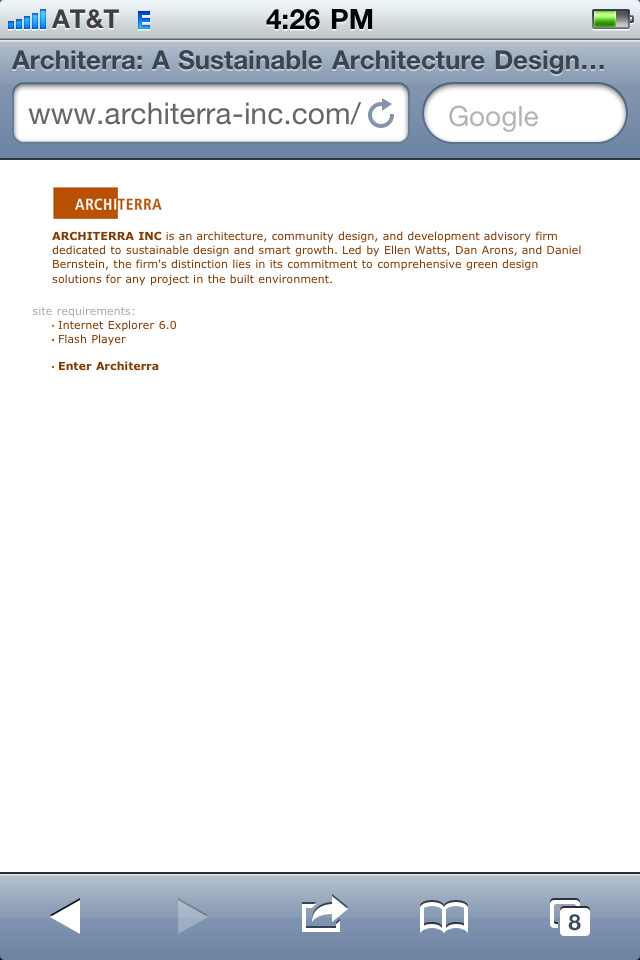 AT&T E 4:26 PM
Architerra: A Sustainable Architecture Design...
www.architerra-inc.com/ Google
ARCHITERRA
ARCHITERRA INC is an architecture, community design, and development advisory firm
dedicated to sustainable design and smart growth. Led by Ellen Watts, Dan Arons, and Daniel
Bernstein, the firm's distinction lies in its commitment to comprehensive green design
solutions for any project in the built environment.
site requirements:
· Internet Explorer 6.0
· Flash Player
· Enter Architerra
8